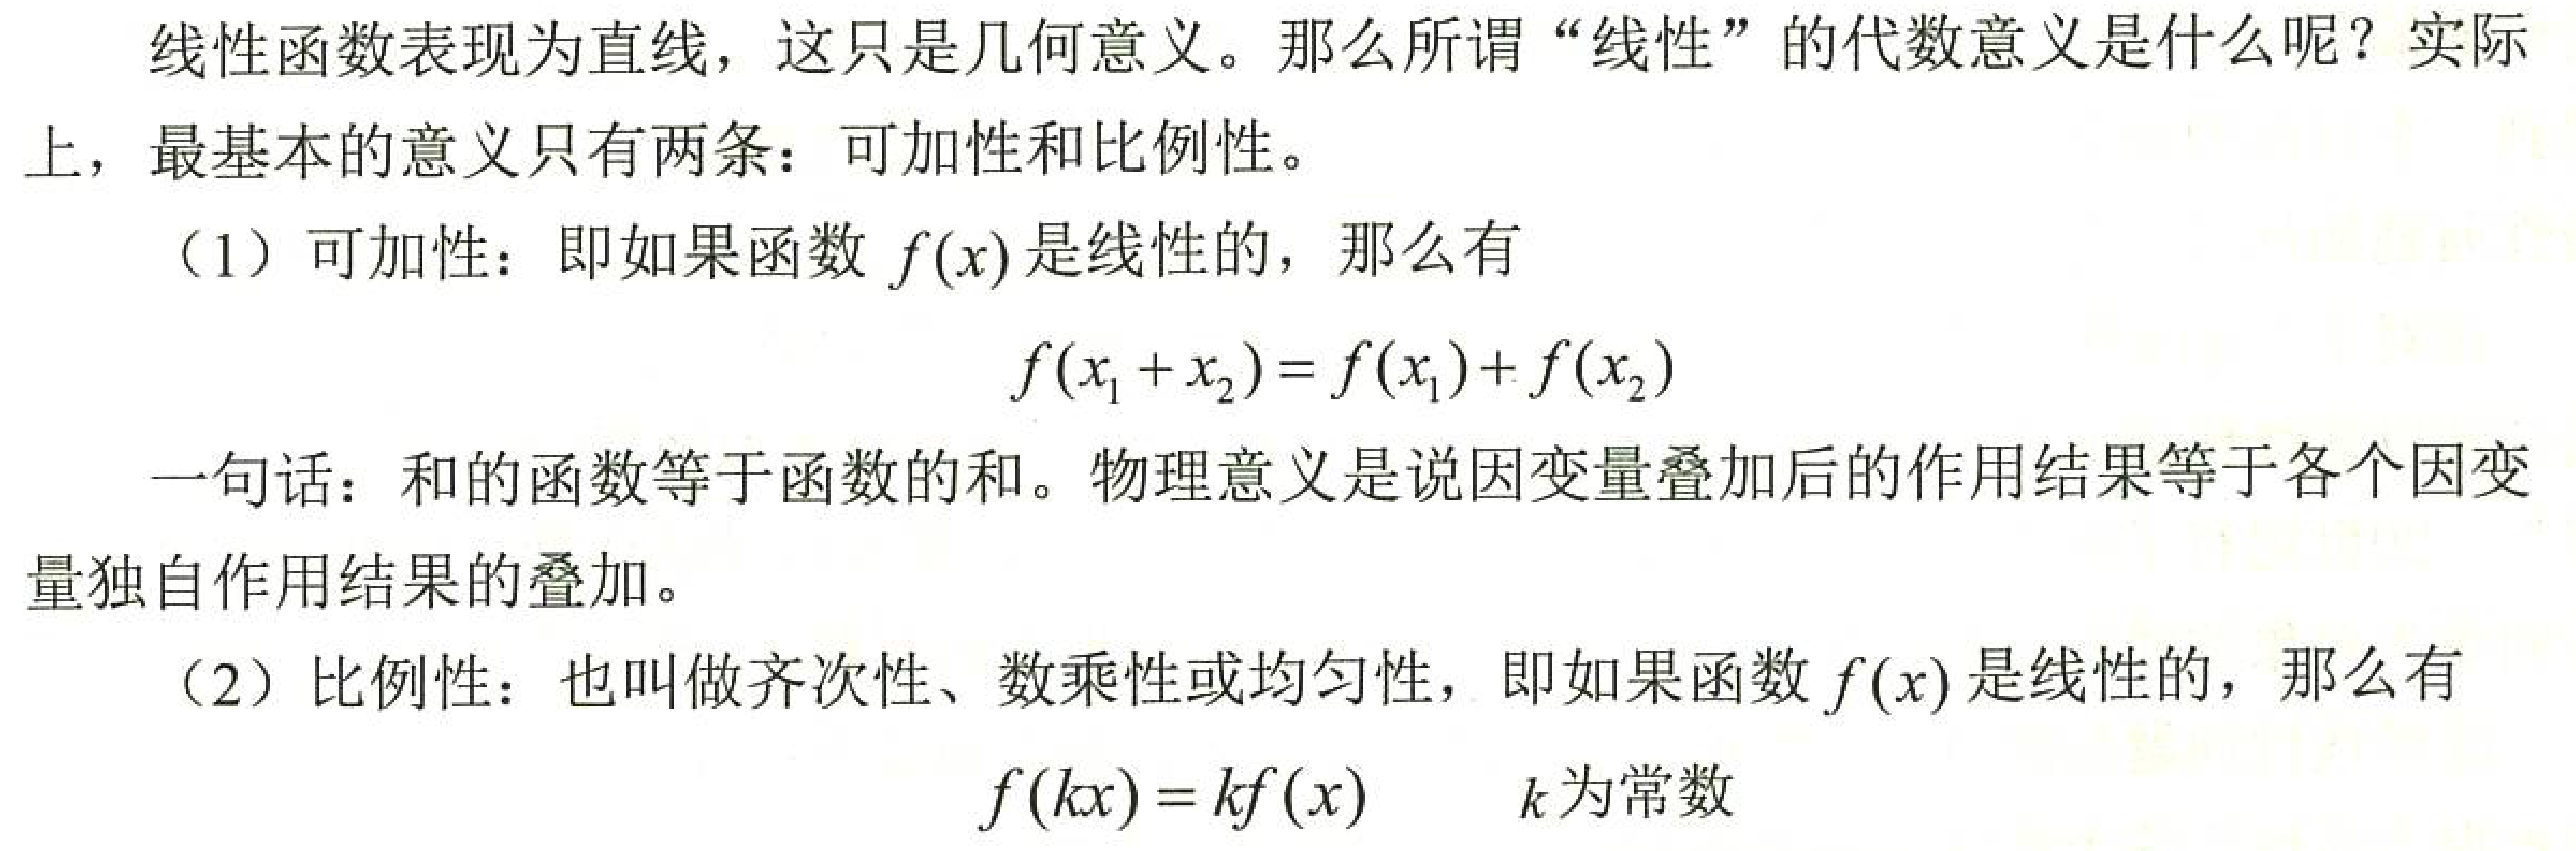 线性函数表现为直线，这只是几何意义。那么所谓“线性”的代数意义是什么呢？实际
上，最基本的意义只有两条：可加性和比例性。
（1）可加性：即如果函数 f(x) 是线性的，那么有
f(x₁ + x₂) = f(x₁) + f(x₂)
一句话：和的函数等于函数的和。物理意义是说因变量叠加后的作用结果等于各个因变
量独自作用结果的叠加。
（2）比例性：也叫做齐次性、数乘性或均匀性，即如果函数 f(x) 是线性的，那么有
f(kx) = kf(x)  k为常数